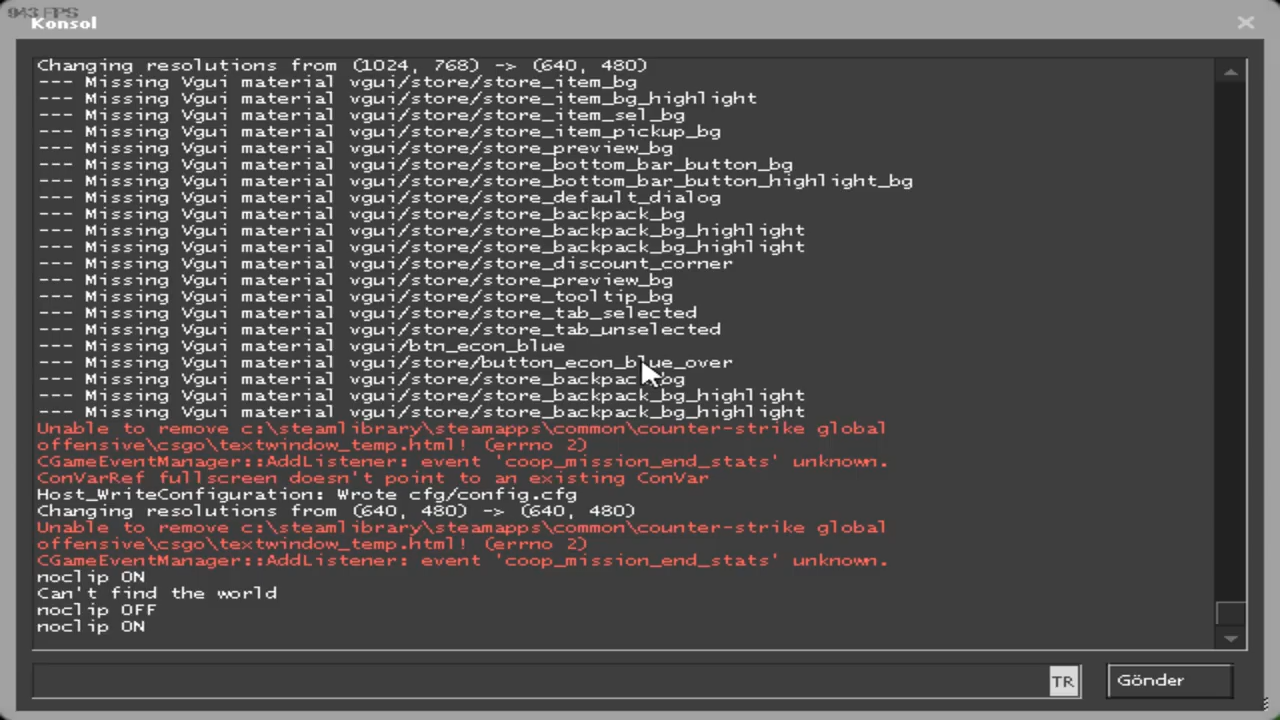 943 FPS
Konsol
Changing resolutions from (1024, 768) -> (640, 480)
--- Missing Vgui material vgui/store/store_item_bg
--- Missing Vgui material vgui/store/store_item_bg_highlight
--- Missing Vgui material vgui/store/store_item_sel_bg
--- Missing Vgui material vgui/store/store_item_pickup_bg
--- Missing Vgui material vgui/store/store_preview_bg
--- Missing Vgui material vgui/store/store_bottom_bar_button_bg
--- Missing Vgui material vgui/store/store_bottom_bar_button_highlight_bg
--- Missing Vgui material vgui/store/store_default_dialog
--- Missing Vgui material vgui/store/store_backpack_bg
--- Missing Vgui material vgui/store/store_backpack_bg_highlight
--- Missing Vgui material vgui/store/store_backpack_bg_highlight
--- Missing Vgui material vgui/store/store_discount_corner
--- Missing Vgui material vgui/store/store_preview_bg
--- Missing Vgui material vgui/store/store_tooltip_bg
--- Missing Vgui material vgui/store/store_tab_selected
--- Missing Vgui material vgui/store/store_tab_unselected
--- Missing Vgui material vgui/btn_econ_blue
--- Missing Vgui material vgui/store/button_econ_blue_over
--- Missing Vgui material vgui/store/store_backpack_bg
--- Missing Vgui material vgui/store/store_backpack_bg_highlight
--- Missing Vgui material vgui/store/store_backpack_bg_highlight
Unable to remove c:\steamlibrary\steamapps\common\counter-strike global
offensive\csgo\textwindow_temp.html! (errno 2)
CGameEventManager::AddListener: event 'coop_mission_end_stats' unknown.
ConVarRef fullscreen doesn't point to an existing ConVar
Host_WriteConfiguration: Wrote cfg/config.cfg
Changing resolutions from (640, 480) -> (640, 480)
Unable to remove c:\steamlibrary\steamapps\common\counter-strike global
offensive\csgo\textwindow_temp.html! (errno 2)
CGameEventManager::AddListener: event 'coop_mission_end_stats' unknown.
noclip ON
Can't find the world
noclip OFF
noclip ON
TR
Gönder